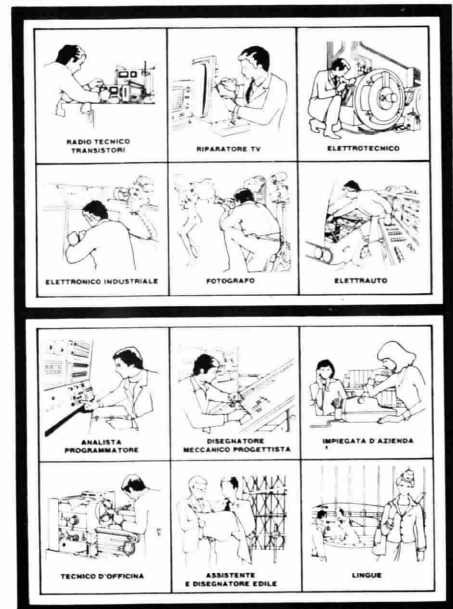 RADIO TECNICO
TRANSISTORI
RIPARATORE TV
ELETTROTECNICO
ELETTRONICO INDUSTRIALE
FOTOGRAFO
ELETTRAUTO
ANALISTA
PROGRAMMATORE
DISEGNATORE
MECCANICO PROGETTISTA
IMPIEGATA D'AZIENDA
TECNICO D'OFFICINA
ASSISTENTE
E DISEGNATORE EDILE
LINGUE